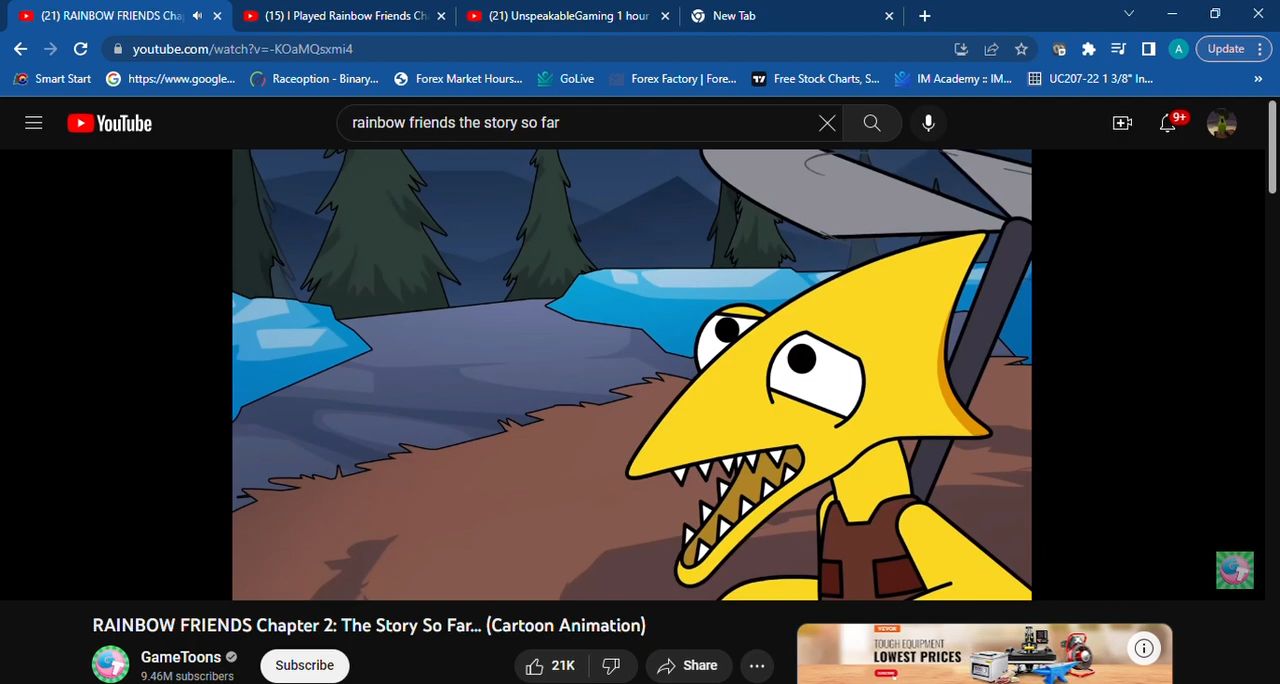 (21) RAINBOW FRIENDS Cha
(15) I Played Rainbow Friends Ch
(21) UnspeakableGaming 1 hour
New Tab
youtube.com/watch?v=-KOaMQsxmi4
A
Update
Smart Start
https://www.google...
Raceoption - Binary...
Forex Market Hours...
GoLive
Forex Factory | Fore...
Free Stock Charts, S...
IM Academy :: IM...
UC207-22 1 3/8" In...
»
YouTube
rainbow friends the story so far
9+
RAINBOW FRIENDS Chapter 2: The Story So Far... (Cartoon Animation)
GameToons
9.46M subscribers
Subscribe
21K
Share
VEVOR
TOUGH EQUIPMENT
LOWEST PRICES